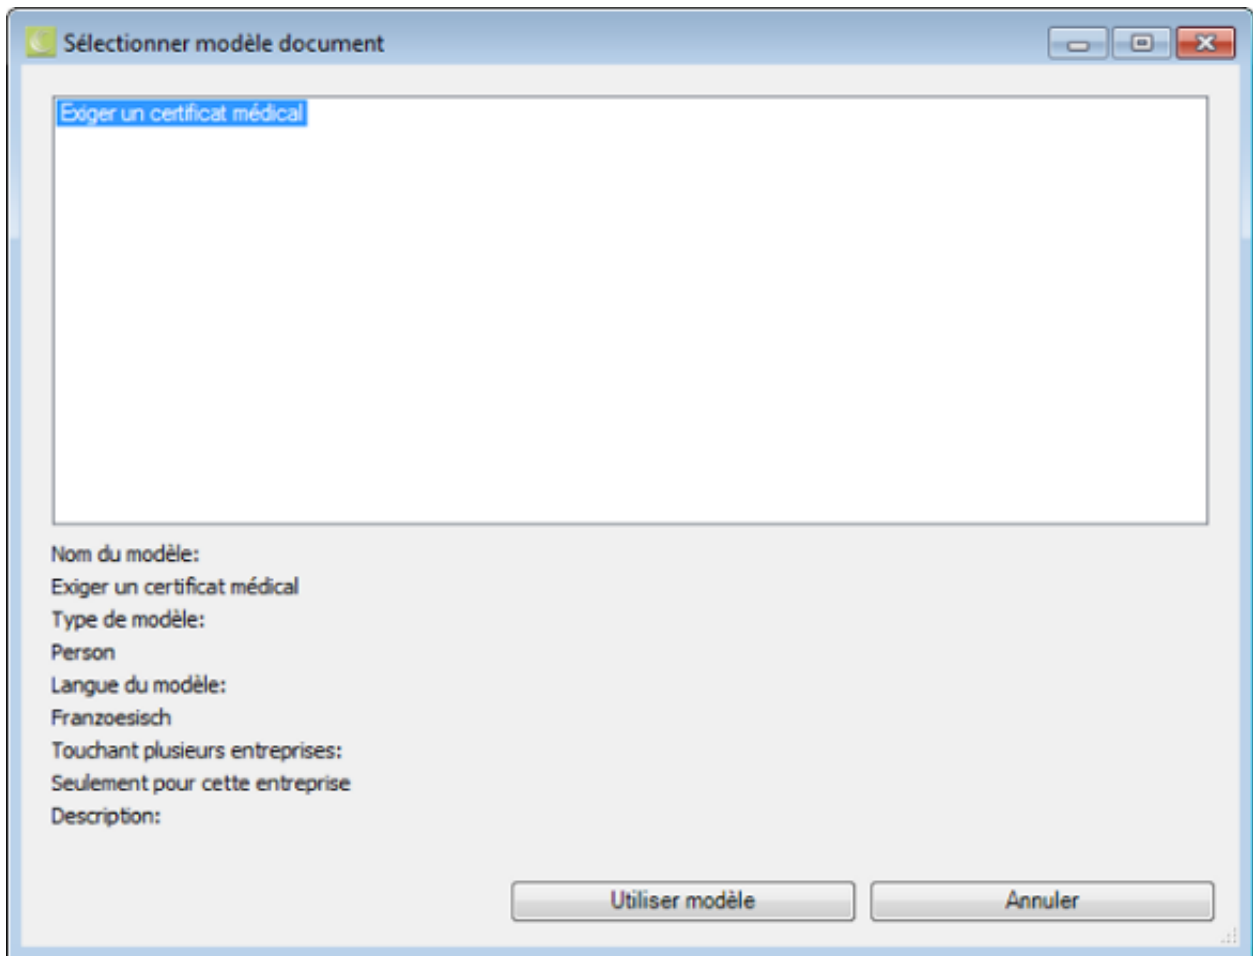 Sélectionner modèle document
Exiger un certificat médical
Nom du modèle:
Exiger un certificat médical
Type de modèle:
Person
Langue du modèle:
Franzoesisch
Touchant plusieurs entreprises:
Seulement pour cette entreprise
Description:
Utiliser modèle
Annuler